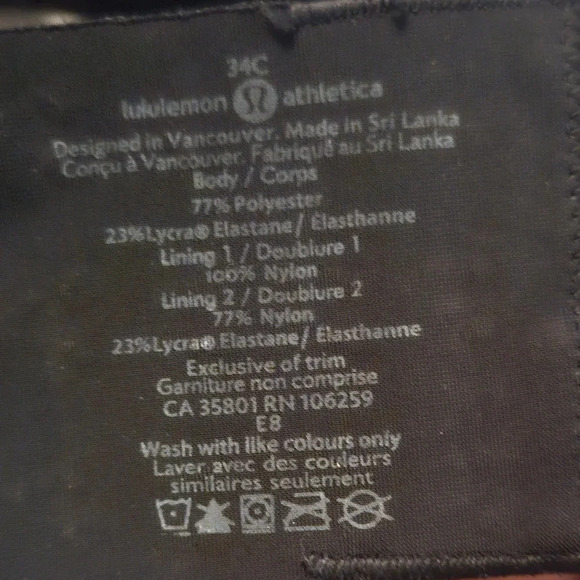 34C
lululemon athletica
Designed in Vancouver. Made in Sri Lanka
Conçu à Vancouver. Fabriqué au Sri Lanka
Body / Corps
77% Polyester
23% Lycra® Elastane / Élasthanne
Lining 1 / Doublure 1
100% Nylon
Lining 2 / Doublure 2
77% Nylon
23% Lycra® Elastane / Élasthanne
Exclusive of trim
Garniture non comprise
CA 35801 RN 106259
E8
Wash with like colours only
Laver avec des couleurs
similaires seulement